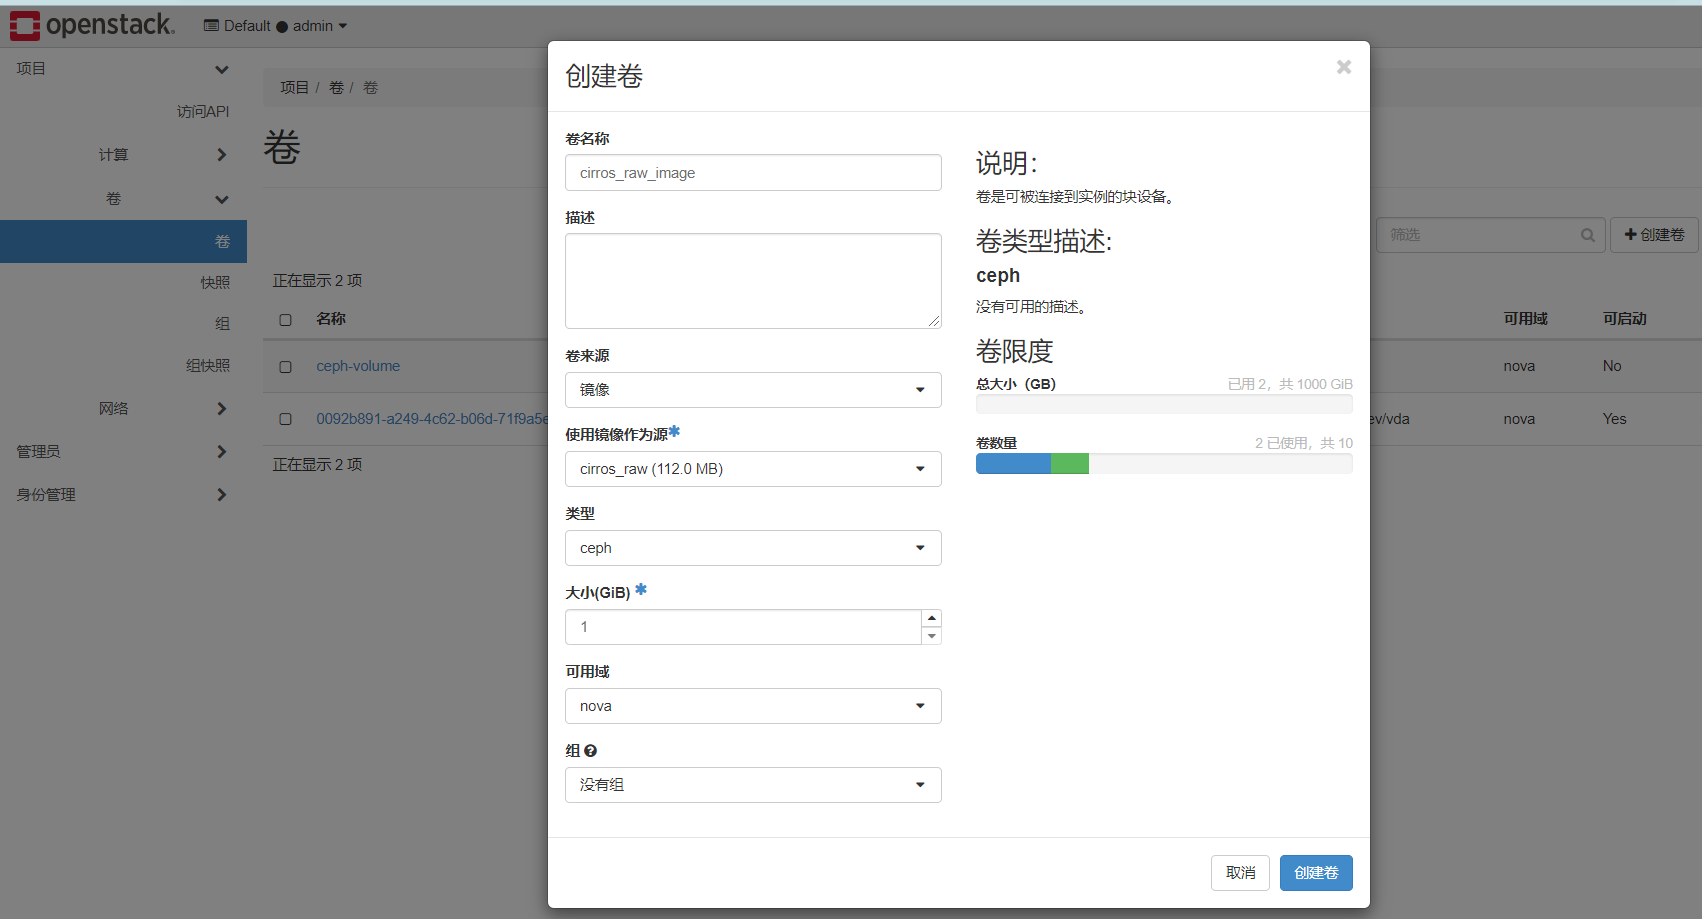 openstack.
Default ● admin
项目
访问API
计算
卷
卷
快照
组
组快照
网络
管理员
身份管理
项目 / 卷 / 卷
卷
筛选
创建卷
正在显示 2 项
名称
可用域
可启动
ceph-volume
nova
No
0092b891-a249-4c62-b06d-71f9a5e
ev/vda
nova
Yes
正在显示 2 项
创建卷
×
卷名称
cirros_raw_image
描述
卷来源
镜像
使用镜像作为源*
cirros_raw (112.0 MB)
类型
ceph
大小(GiB) *
1
可用域
nova
组
没有组
说明：
卷是可被连接到实例的块设备。
卷类型描述:
ceph
没有可用的描述。
卷限度
总大小（GB）
已用 2，共 1000 GiB
卷数量
2 已使用，共 10
取消
创建卷